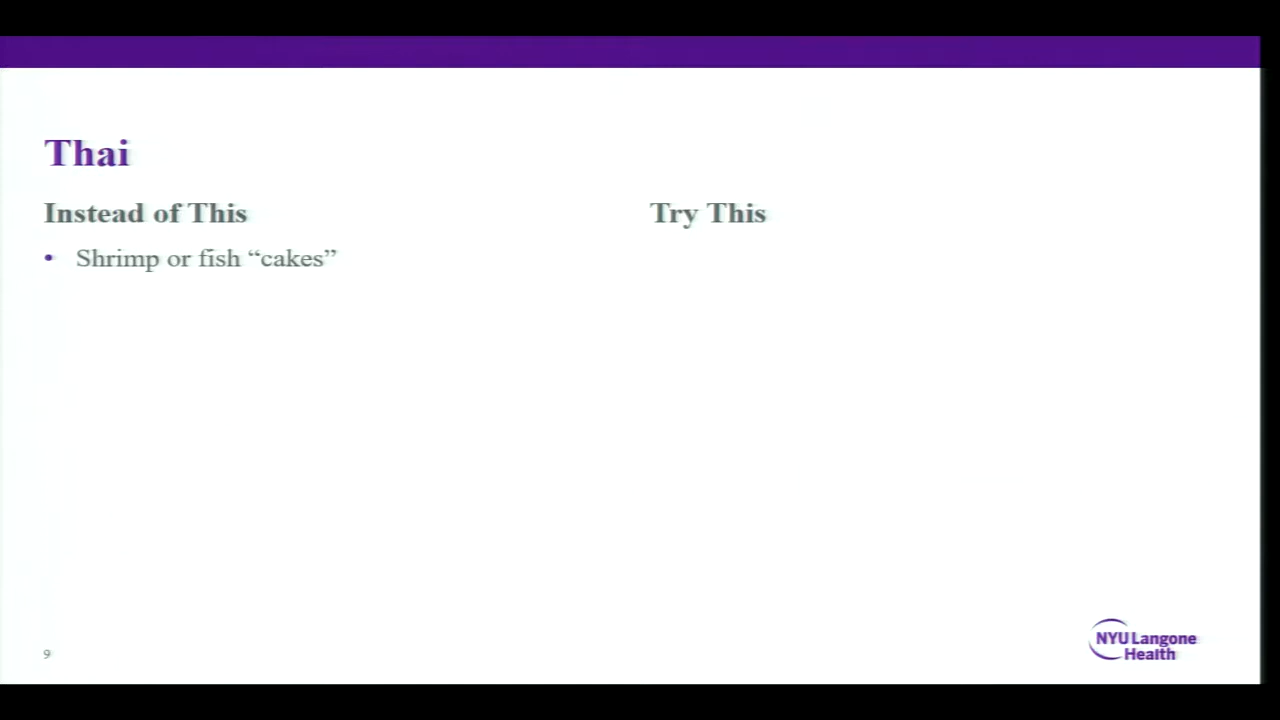 Thai
Instead of This
Try This
• Shrimp or fish “cakes”
9
NYU Langone
Health